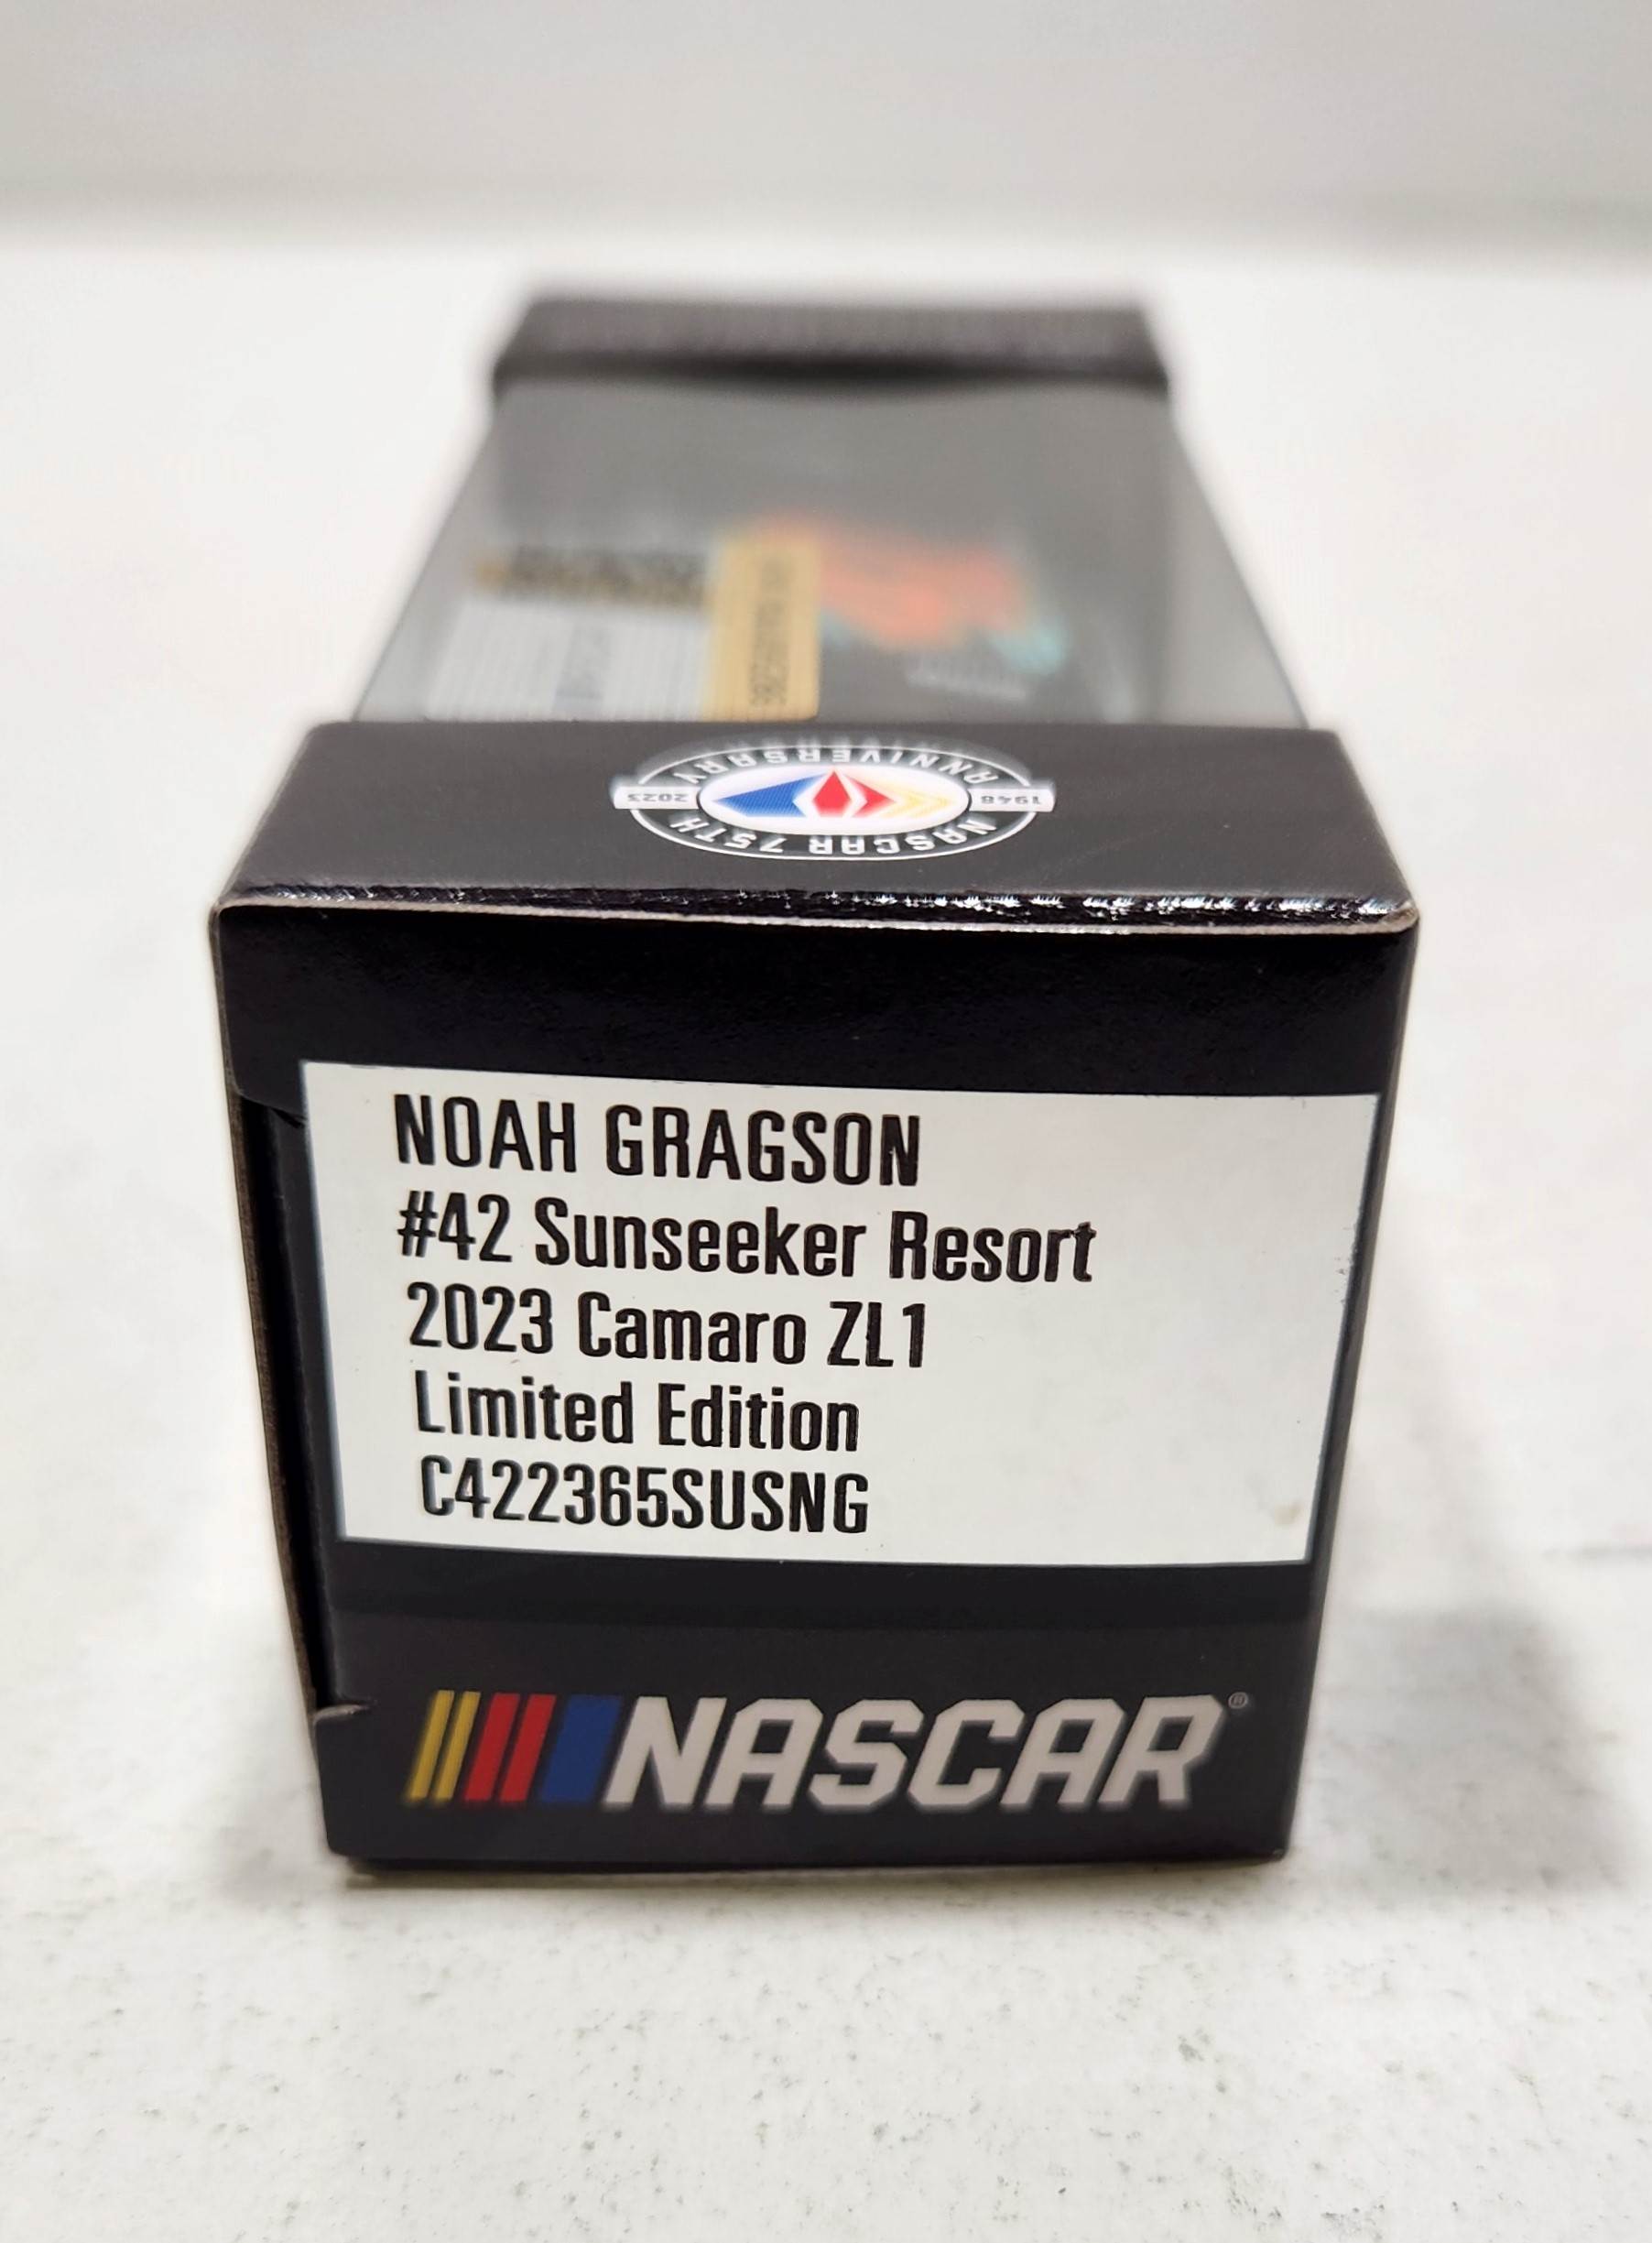 NASCAR 75TH
ANNIVERSARY
1948 2023
NOAH GRAGSON
#42 Sunseeker Resort
2023 Camaro ZL1
Limited Edition
C422365SUSNG
NASCAR®